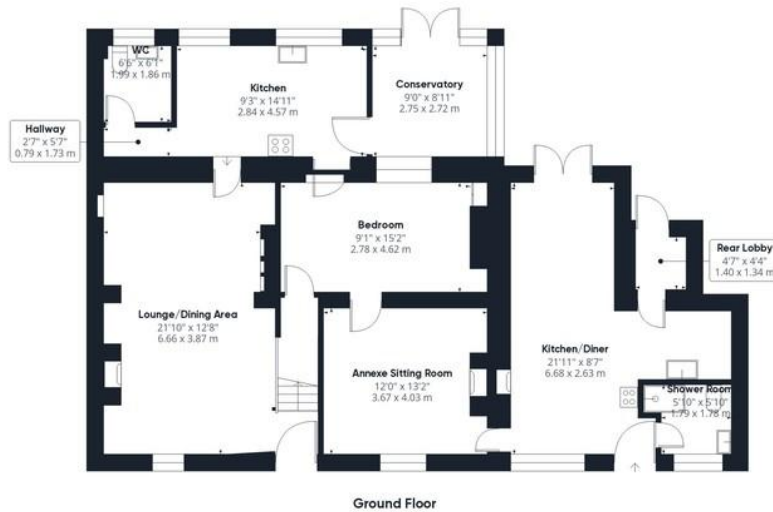 WC
6'6" x 6'1"
1.99 x 1.86 m
Kitchen
9'3" x 14'11"
2.84 x 4.57 m
Conservatory
9'0" x 8'11"
2.75 x 2.72 m
Hallway
2'7" x 5'7"
0.79 x 1.73 m
Bedroom
9'1" x 15'2"
2.78 x 4.62 m
Rear Lobby
4'7" x 4'4"
1.40 x 1.34 m
Lounge/Dining Area
21'10" x 12'8"
6.66 x 3.87 m
Annexe Sitting Room
12'0" x 13'2"
3.67 x 4.03 m
Kitchen/Diner
21'11" x 8'7"
6.68 x 2.63 m
Shower Room
5'10" x 5'10"
1.79 x 1.78 m
Ground Floor